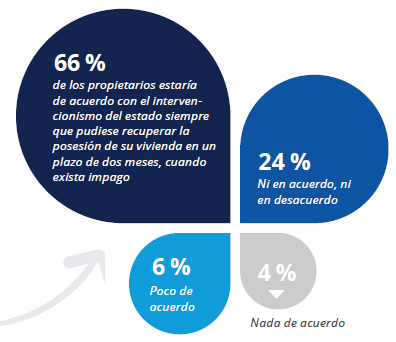 66 %
de los propietarios estaría
de acuerdo con el interven-
cionismo del estado siempre
que pudiese recuperar la
posesión de su vivienda en un
plazo de dos meses, cuando
exista impago
24 %
Ni en acuerdo, ni
en desacuerdo
6 %
Poco de
acuerdo
4 %
Nada de acuerdo